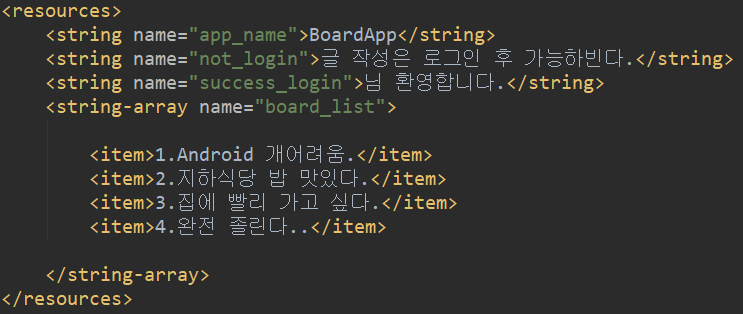 <resources>
<string name="app_name">BoardApp</string>
<string name="not_login">글 작성은 로그인 후 가능하빈다.</string>
<string name="success_login">님 환영합니다.</string>
<string-array name="board_list">
<item>1.Android 개어려움.</item>
<item>2.지하식당 밥 맛있다.</item>
<item>3.집에 빨리 가고 싶다.</item>
<item>4.완전 졸린다..</item>
</string-array>
</resources>